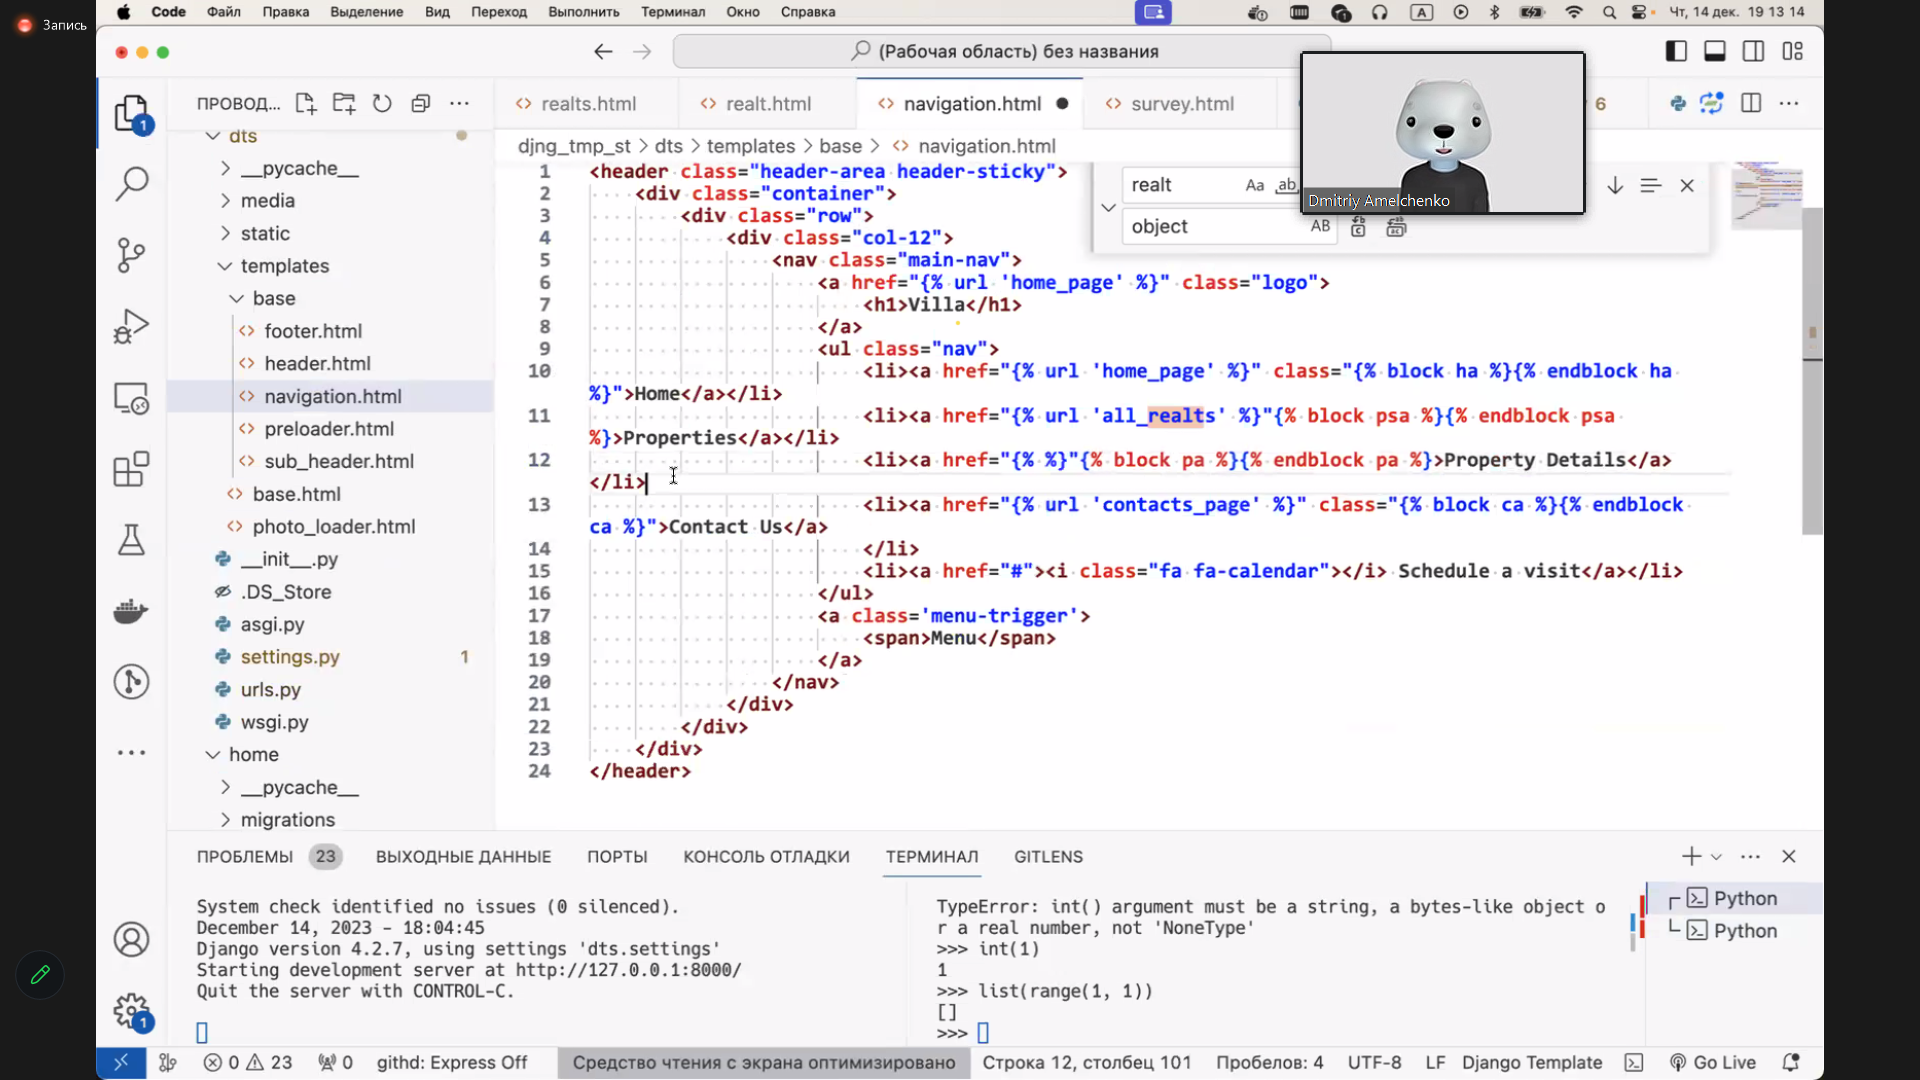 Запись
Code Файл Правка Выделение Вид Переход Выполнить Терминал Окно Справка
A Чт, 14 дек. 19 13 14
(Рабочая область) без названия
ПРОВОД...
realts.html realt.html navigation.html survey.html 6
djng_tmp_st > dts > templates > base > navigation.html
realt Aa ab
object AB
Dmitriy Amelchenko
1
dts
__pycache__
media
static
templates
base
footer.html
header.html
navigation.html
preloader.html
sub_header.html
base.html
photo_loader.html
__init__.py
.DS_Store
asgi.py
settings.py 1
urls.py
wsgi.py
home
__pycache__
migrations
1 <header class="header-area header-sticky">
2 <div class="container">
3 <div class="row">
4 <div class="col-12">
5 <nav class="main-nav">
6 <a href="{% url 'home_page' %}" class="logo">
7 <h1>Villa</h1>
8 </a>
9 <ul class="nav">
10 <li><a href="{% url 'home_page' %}" class="{% block ha %}{% endblock ha
%}">Home</a></li>
11 <li><a href="{% url 'all_realts' %}"{% block psa %}{% endblock psa
%}>Properties</a></li>
12 <li><a href="{% %}"{% block pa %}{% endblock pa %}>Property Details</a>
</li>
13 <li><a href="{% url 'contacts_page' %}" class="{% block ca %}{% endblock
ca %}">Contact Us</a>
14 </li>
15 <li><a href="#"><i class="fa fa-calendar"></i> Schedule a visit</a></li>
16 </ul>
17 <a class='menu-trigger'>
18 <span>Menu</span>
19 </a>
20 </nav>
21 </div>
22 </div>
23 </div>
24 </header>
ПРОБЛЕМЫ 23 ВЫХОДНЫЕ ДАННЫЕ ПОРТЫ КОНСОЛЬ ОТЛАДКИ ТЕРМИНАЛ GITLENS
System check identified no issues (0 silenced).
December 14, 2023 - 18:04:45
Django version 4.2.7, using settings 'dts.settings'
Starting development server at http://127.0.0.1:8000/
Quit the server with CONTROL-C.
TypeError: int() argument must be a string, a bytes-like object o
r a real number, not 'NoneType'
>>> int(1)
1
>>> list(range(1, 1))
[]
>>>
Python
Python
1
0 23 0 githd: Express Off Средство чтения с экрана оптимизировано Строка 12, столбец 101 Пробелов: 4 UTF-8 LF Django Template Go Live